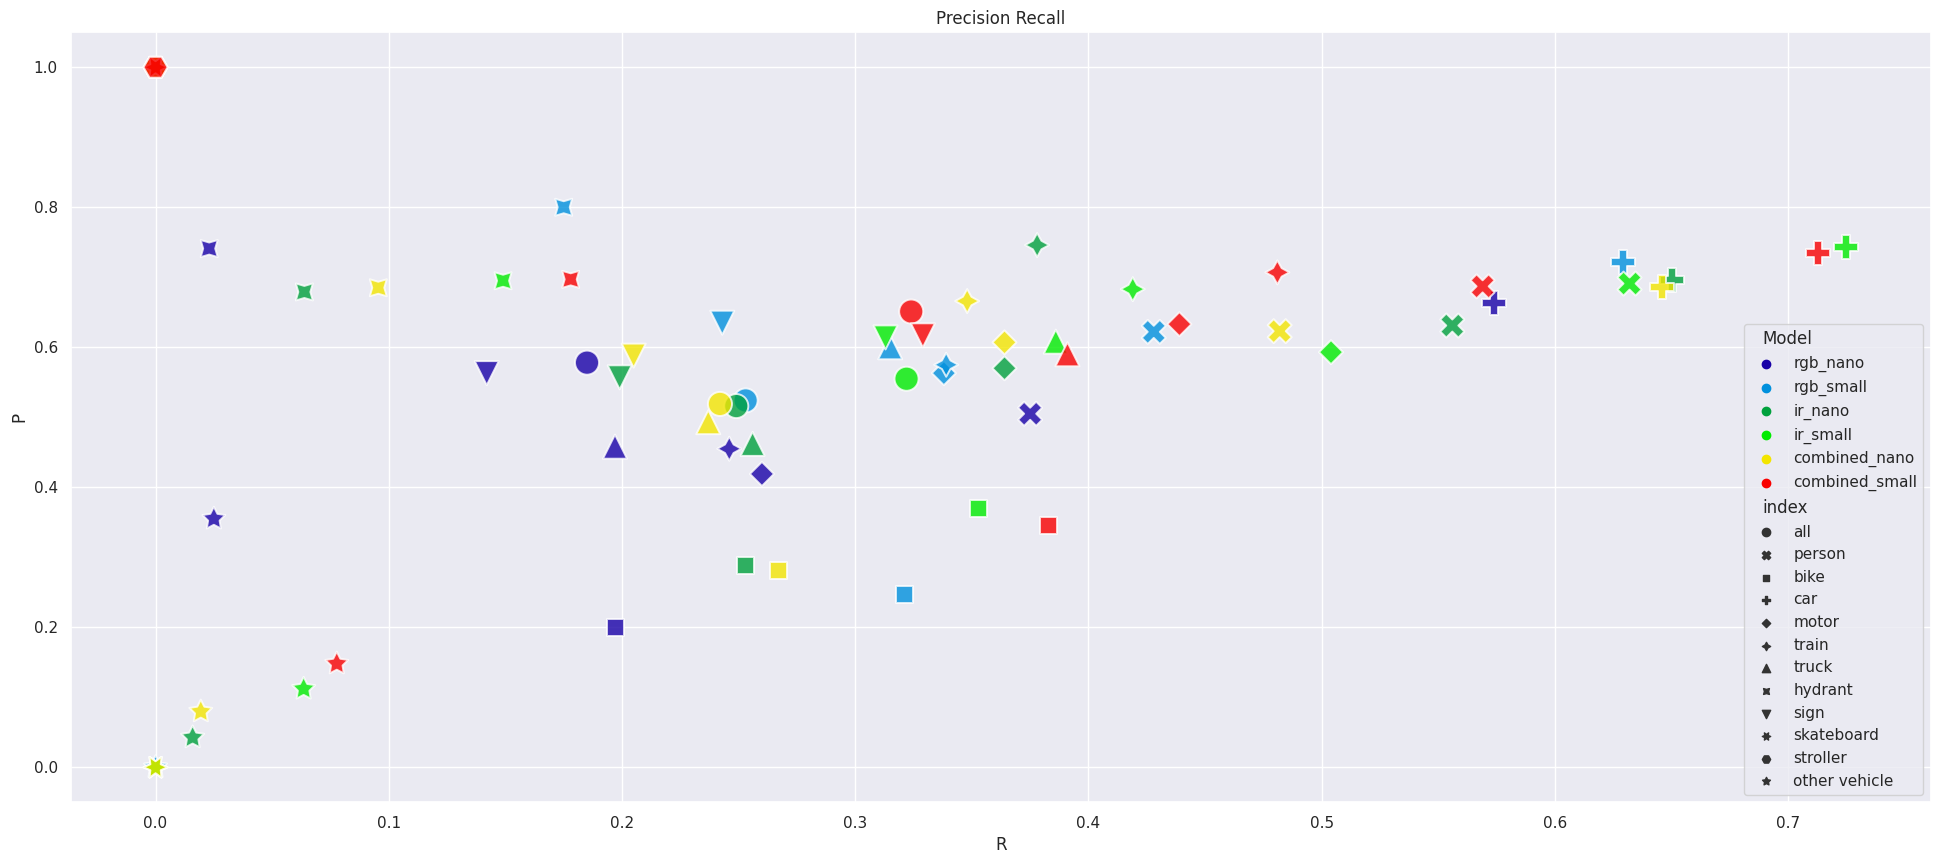 Precision Recall
1.0
0.8
0.6
0.4
0.2
0.0
P
0.0 0.1 0.2 0.3 0.4 0.5 0.6 0.7
R
Model
rgb_nano
rgb_small
ir_nano
ir_small
combined_nano
combined_small
index
all
person
bike
car
motor
train
truck
hydrant
sign
skateboard
stroller
other vehicle